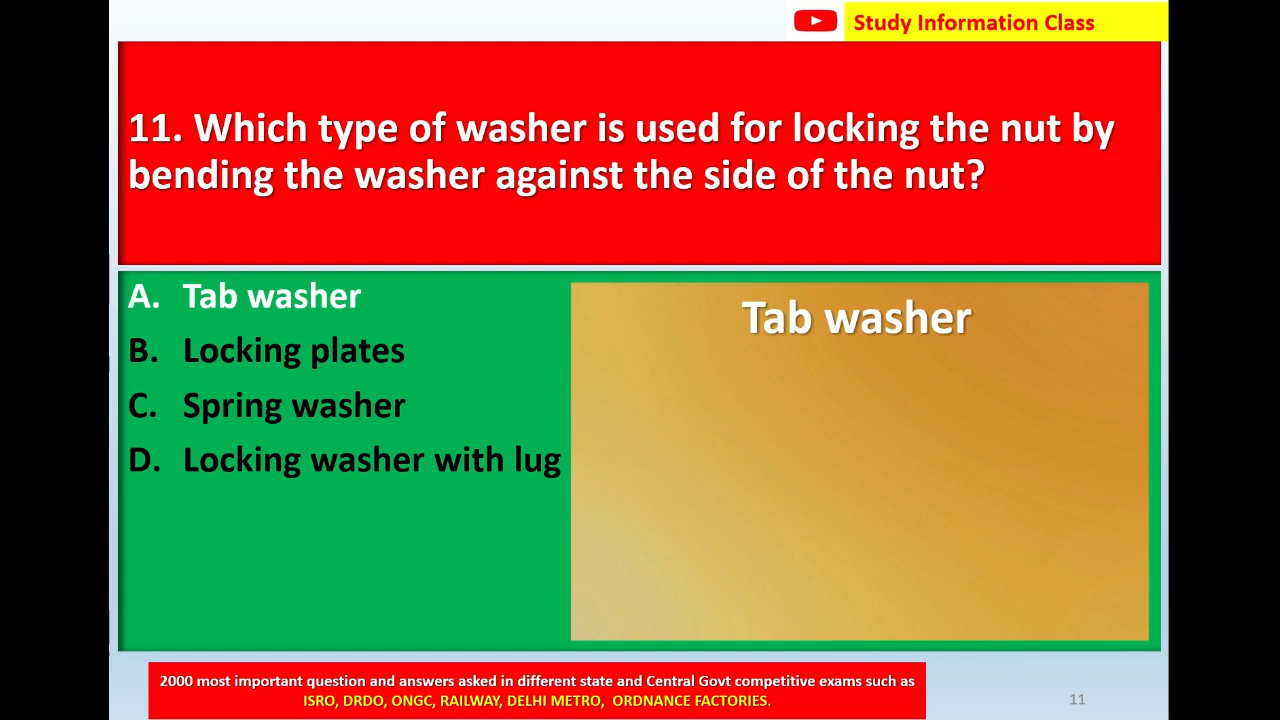 Study Information Class
11. Which type of washer is used for locking the nut by
bending the washer against the side of the nut?
A. Tab washer
B. Locking plates
C. Spring washer
D. Locking washer with lug
Tab washer
2000 most important question and answers asked in different state and Central Govt competitive exams such as
ISRO, DRDO, ONGC, RAILWAY, DELHI METRO, ORDNANCE FACTORIES.
11